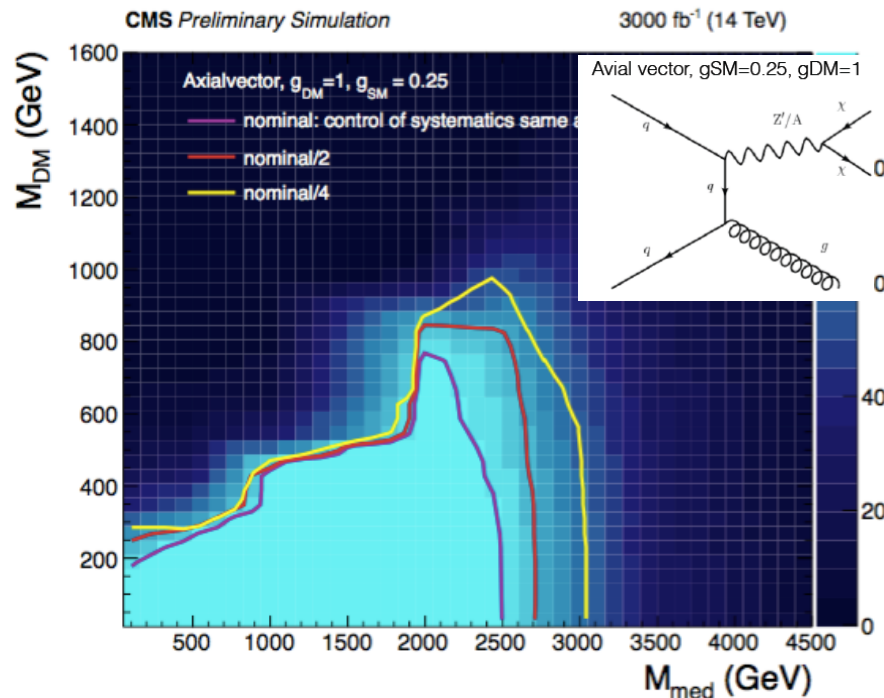 CMS Preliminary Simulation 3000 fb⁻¹ (14 TeV)
M_DM (GeV)
1600
1400
1200
1000
800
600
400
200
Axialvector, g_DM=1, g_SM = 0.25
nominal: control of systematics same a
nominal/2
nominal/4
Avial vector, gSM=0.25, gDM=1
q
Z'/A
χ
χ
q
q
g
0
0
40
20
0
500 1000 1500 2000 2500 3000 3500 4000 4500
M_med (GeV)